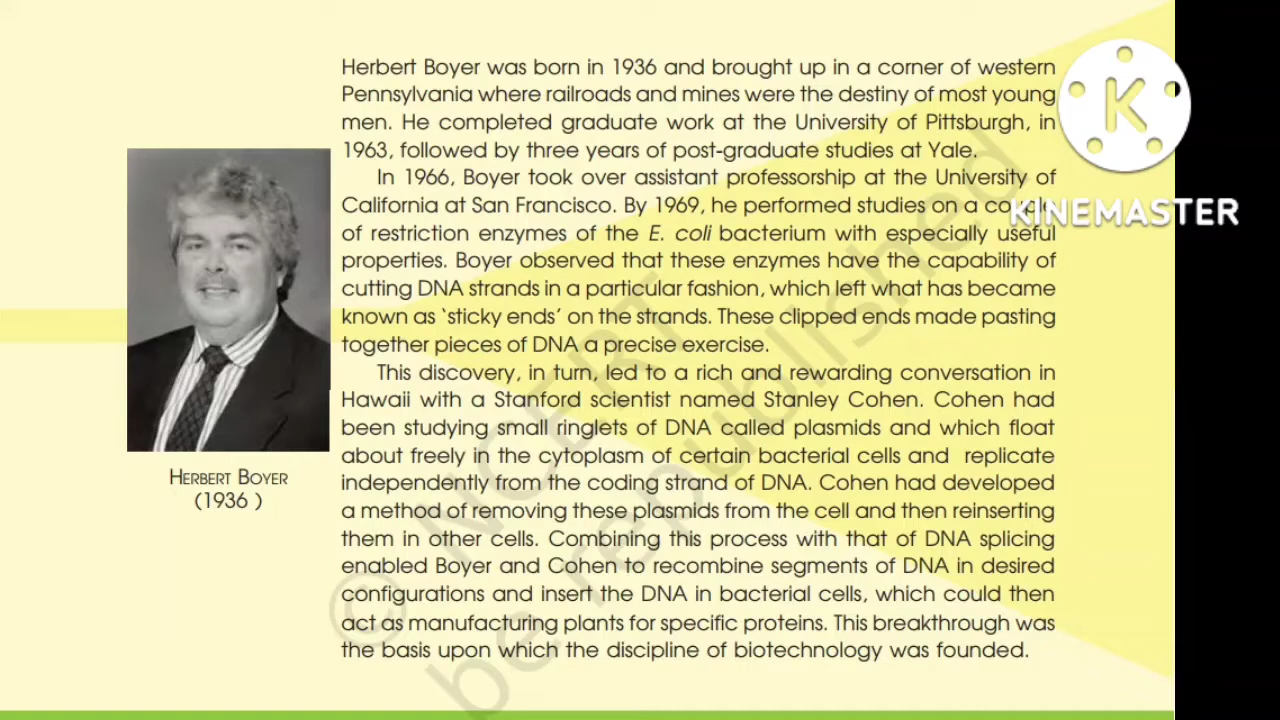 Herbert Boyer was born in 1936 and brought up in a corner of western
Pennsylvania where railroads and mines were the destiny of most young
men. He completed graduate work at the University of Pittsburgh, in
1963, followed by three years of post-graduate studies at Yale.
In 1966, Boyer took over assistant professorship at the University of
California at San Francisco. By 1969, he performed studies on a couple
of restriction enzymes of the E. coli bacterium with especially useful
properties. Boyer observed that these enzymes have the capability of
cutting DNA strands in a particular fashion, which left what has became
known as ‘sticky ends’ on the strands. These clipped ends made pasting
together pieces of DNA a precise exercise.
This discovery, in turn, led to a rich and rewarding conversation in
Hawaii with a Stanford scientist named Stanley Cohen. Cohen had
been studying small ringlets of DNA called plasmids and which float
about freely in the cytoplasm of certain bacterial cells and replicate
independently from the coding strand of DNA. Cohen had developed
a method of removing these plasmids from the cell and then reinserting
them in other cells. Combining this process with that of DNA splicing
enabled Boyer and Cohen to recombine segments of DNA in desired
configurations and insert the DNA in bacterial cells, which could then
act as manufacturing plants for specific proteins. This breakthrough was
the basis upon which the discipline of biotechnology was founded.
HERBERT BOYER
(1936 )
K
KINEMASTER
© NCERT
be republished